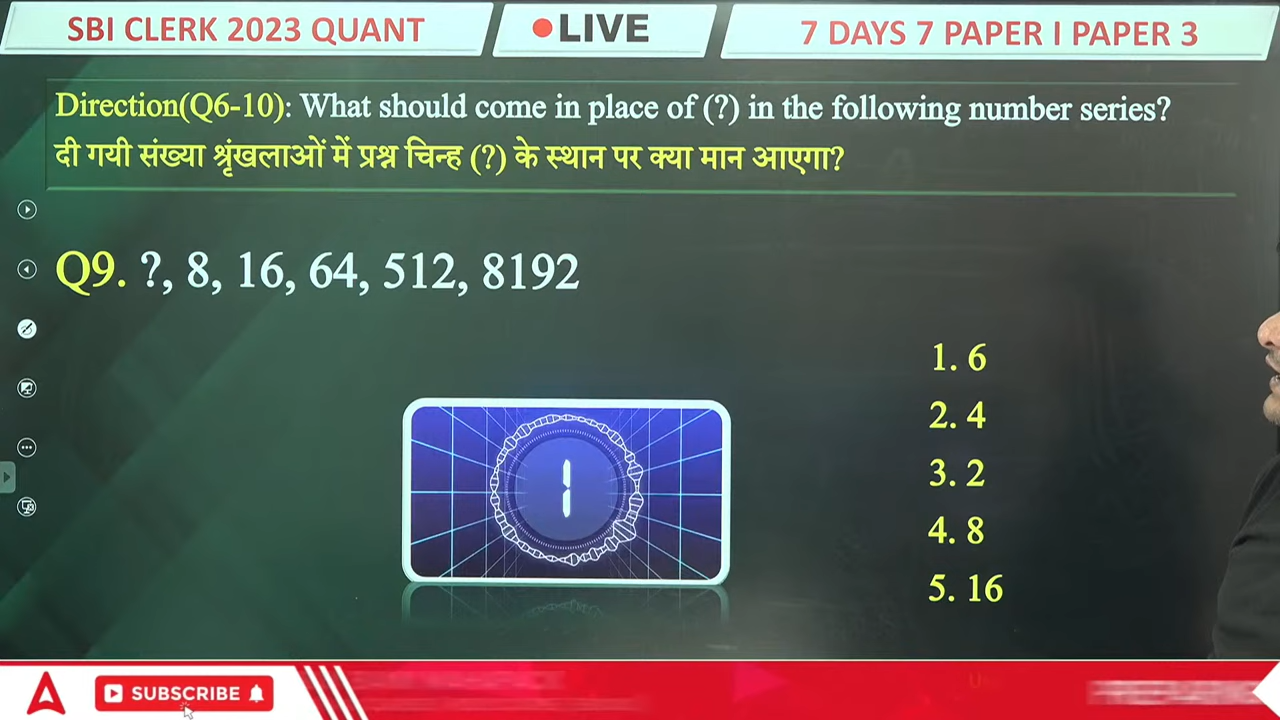 SBI CLERK 2023 QUANT
LIVE
7 DAYS 7 PAPER I PAPER 3
Direction(Q6-10): What should come in place of (?) in the following number series?
दी गयी संख्या श्रृंखलाओं में प्रश्न चिन्ह (?) के स्थान पर क्या मान आएगा?
Q9. ?, 8, 16, 64, 512, 8192
1. 6
2. 4
3. 2
4. 8
5. 16
1
SUBSCRIBE